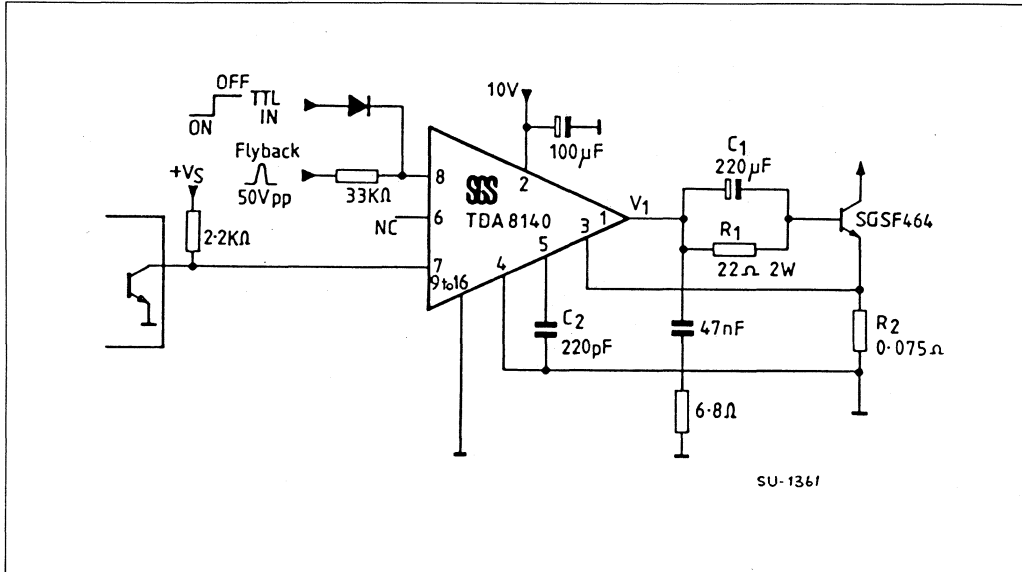 OFF
TTL
IN
ON
10V
100µF
C1
220µF
Flyback
50Vpp
+VS
33KΩ
8
SGS
TDA 8140
2
V1
1
SGSF464
NC
6
3
R1
22Ω 2W
2·2KΩ
5
7
4
9to16
C2
220pF
47nF
R2
0·075Ω
6·8Ω
SU-1361